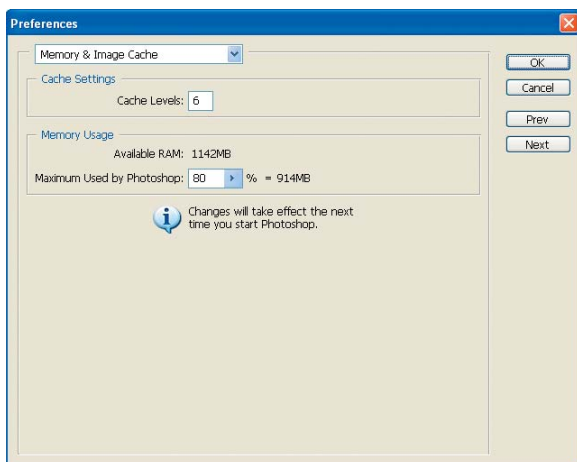 Preferences
Memory & Image Cache
OK
Cache Settings
Cancel
Cache Levels: 6
Prev
Memory Usage
Next
Available RAM: 1142MB
Maximum Used by Photoshop: 80 % = 914MB
Changes will take effect the next
time you start Photoshop.